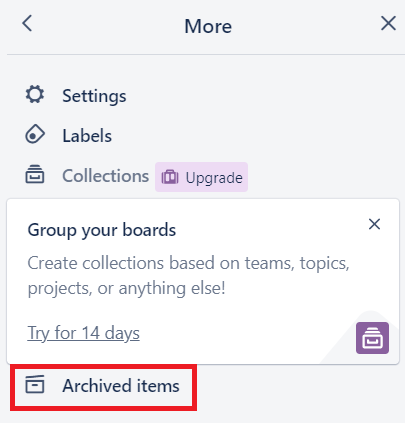 More
Settings
Labels
Collections Upgrade
Group your boards
Create collections based on teams, topics,
projects, or anything else!
Try for 14 days
Archived items